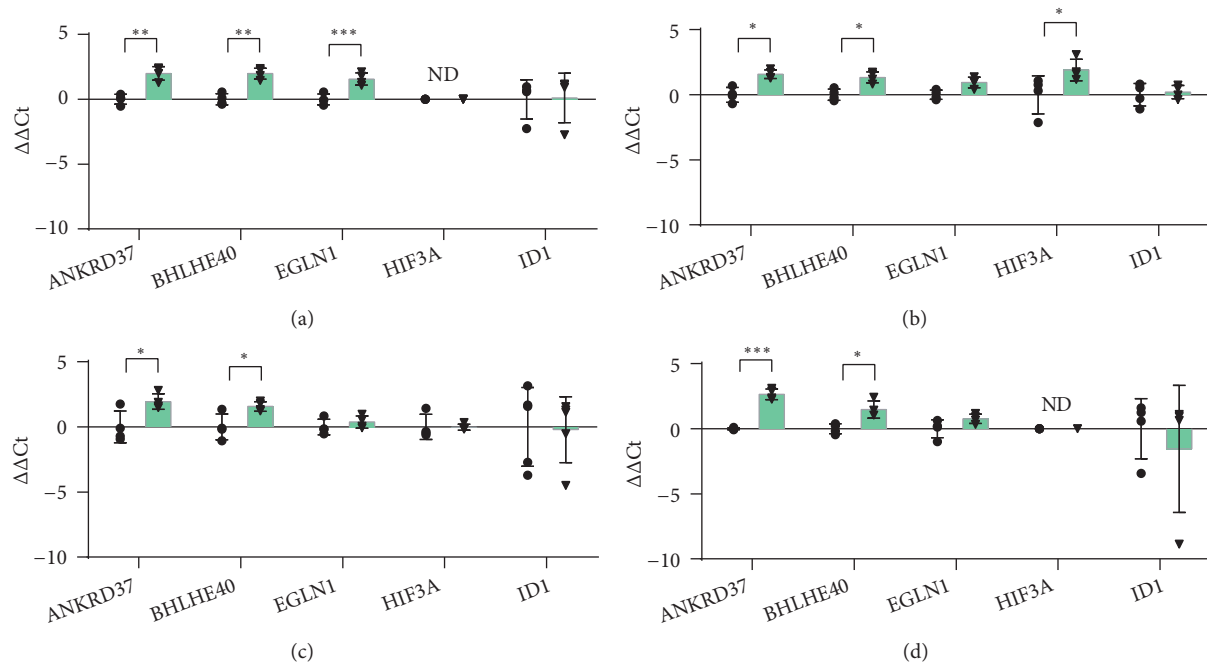 5
0
−5
−10
ΔΔCt
**
**
***
ND
ANKRD37
BHLHE40
EGLN1
HIF3A
ID1
(a)
5
0
−5
−10
ΔΔCt
*
*
*
ANKRD37
BHLHE40
EGLN1
HIF3A
ID1
(b)
5
0
−5
−10
ΔΔCt
*
*
ANKRD37
BHLHE40
EGLN1
HIF3A
ID1
(c)
5
0
−5
−10
ΔΔCt
***
*
ND
ANKRD37
BHLHE40
EGLN1
HIF3A
ID1
(d)